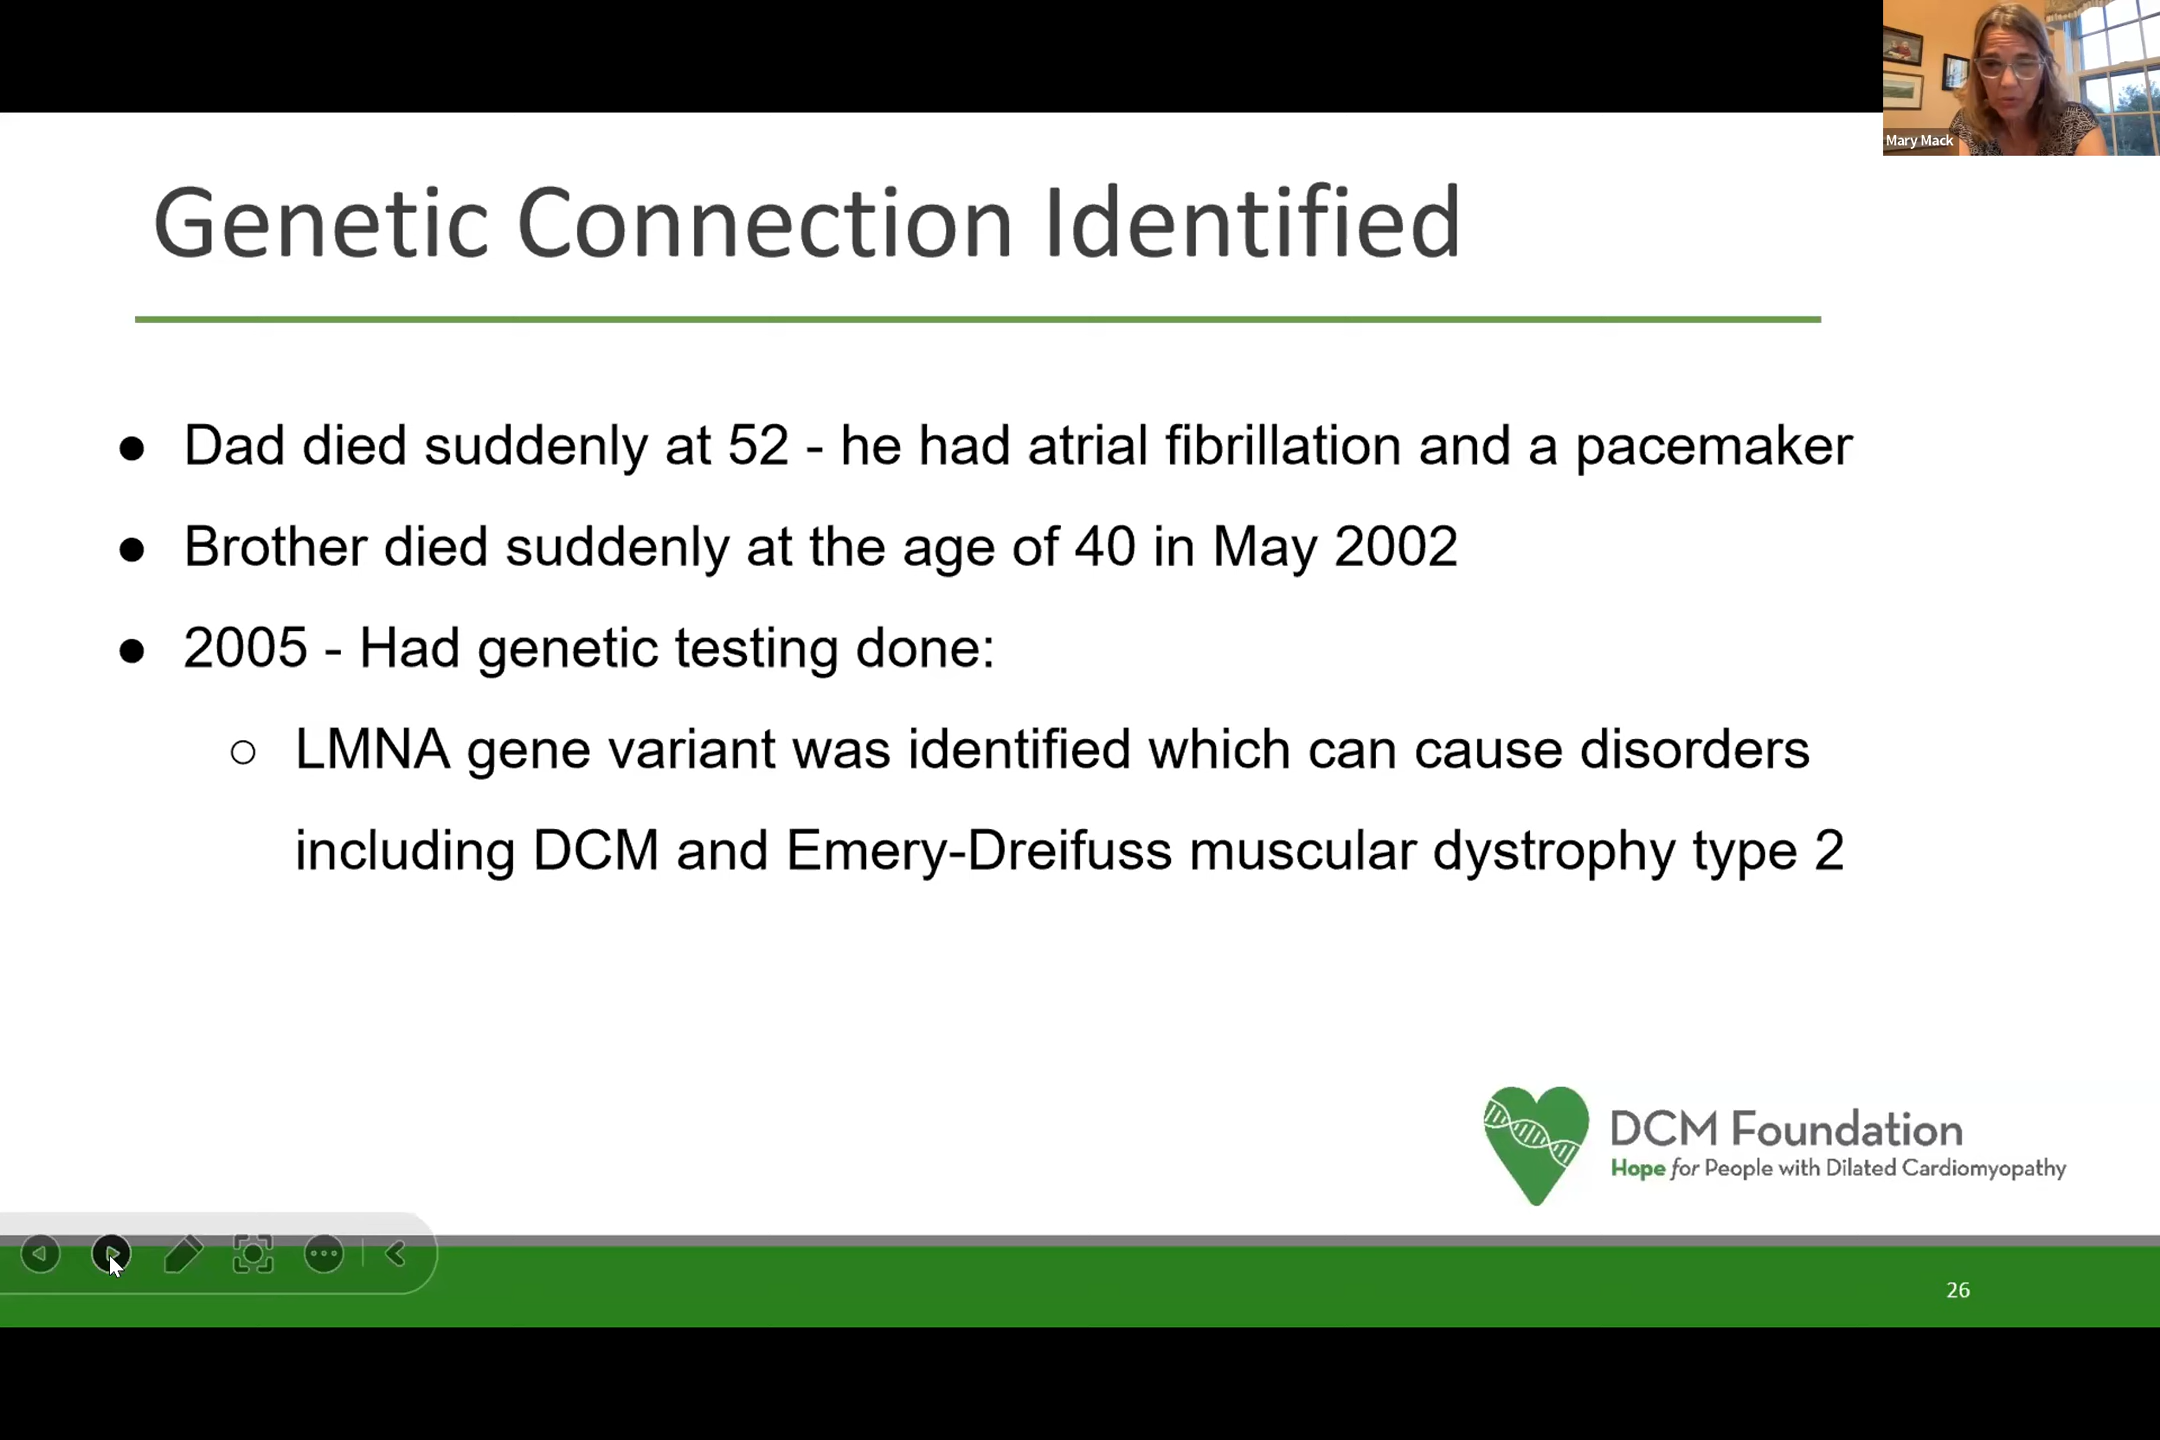 Mary Mack
Genetic Connection Identified
● Dad died suddenly at 52 - he had atrial fibrillation and a pacemaker
● Brother died suddenly at the age of 40 in May 2002
● 2005 - Had genetic testing done:
○ LMNA gene variant was identified which can cause disorders
including DCM and Emery-Dreifuss muscular dystrophy type 2
DCM Foundation
Hope for People with Dilated Cardiomyopathy
26